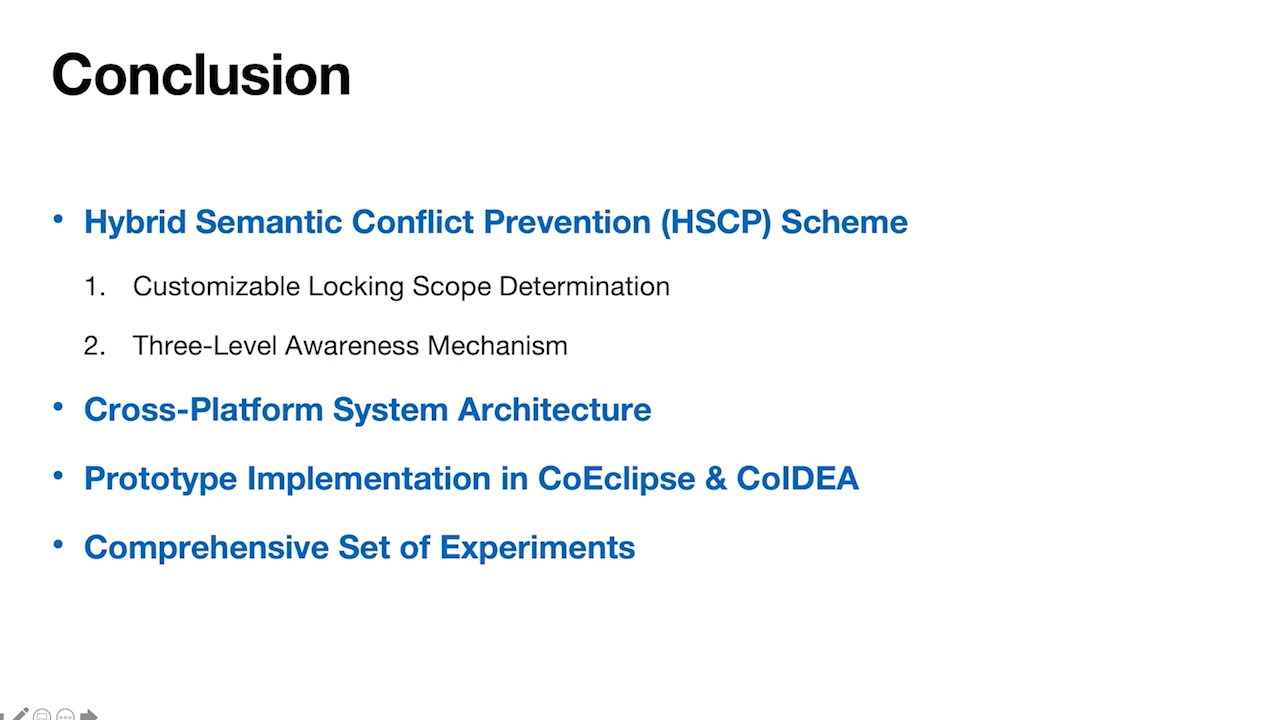 Conclusion
• Hybrid Semantic Conflict Prevention (HSCP) Scheme
1. Customizable Locking Scope Determination
2. Three-Level Awareness Mechanism
• Cross-Platform System Architecture
• Prototype Implementation in CoEclipse & CoIDEA
• Comprehensive Set of Experiments